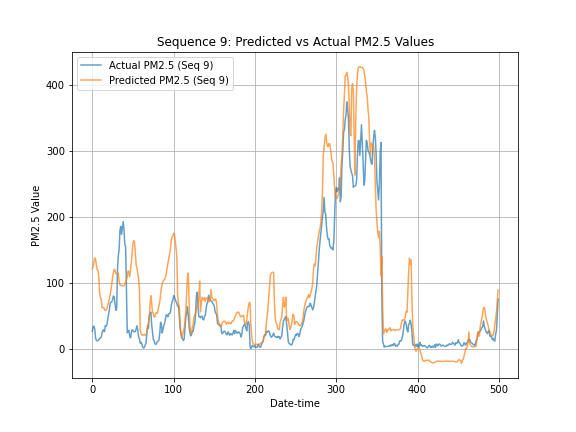 Sequence 9: Predicted vs Actual PM2.5 Values
Actual PM2.5 (Seq 9)
Predicted PM2.5 (Seq 9)
400
300
200
100
0
PM2.5 Value
0 100 200 300 400 500
Date-time